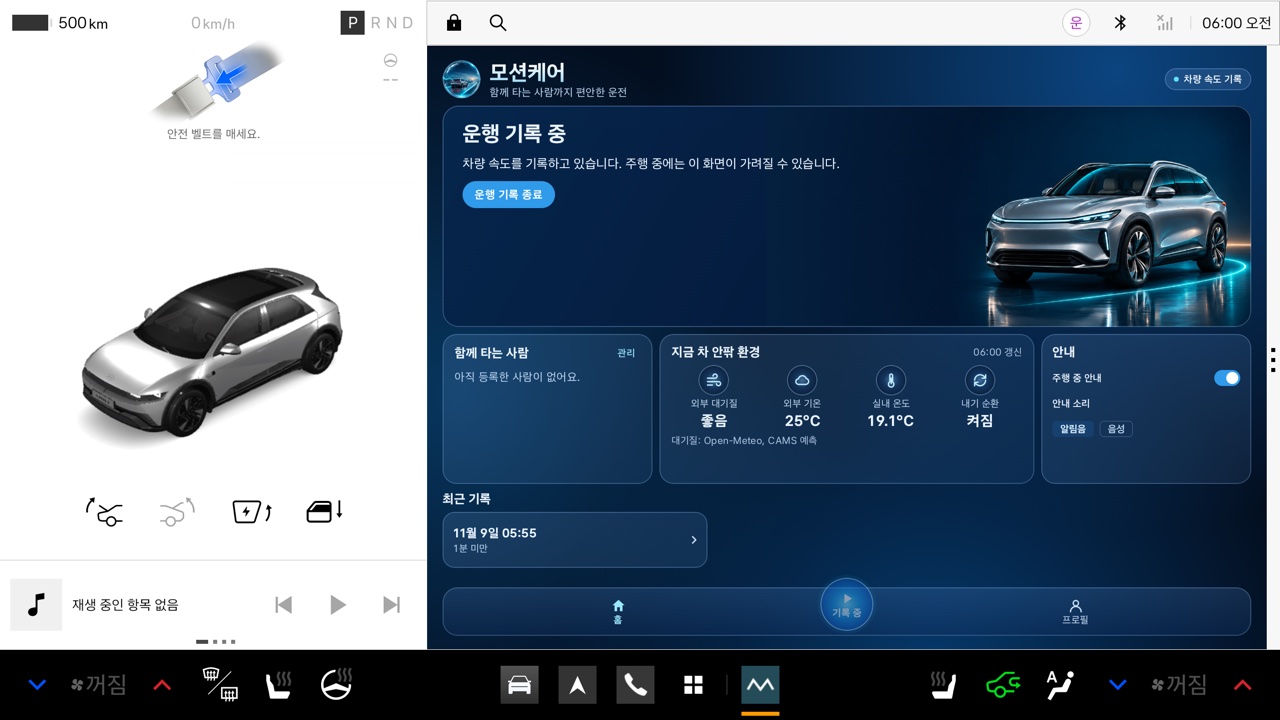 500 km
0 km/h
P R N D
운
06:00 오전
안전 벨트를 매세요.
--
모션케어
함께 타는 사람까지 편안한 운전
차량 속도 기록
운행 기록 중
차량 속도를 기록하고 있습니다. 주행 중에는 이 화면이 가려질 수 있습니다.
운행 기록 종료
함께 타는 사람
관리
아직 등록한 사람이 없어요.
지금 차 안팎 환경
06:00 갱신
외부 대기질
외부 기온
실내 온도
내기 순환
좋음
25°C
19.1°C
켜짐
대기질: Open-Meteo, CAMS 예측
안내
주행 중 안내
안내 소리
알림음
음성
최근 기록
11월 9일 05:55
1분 미만
재생 중인 항목 없음
홈
기록 중
프로필
꺼짐
A
꺼짐